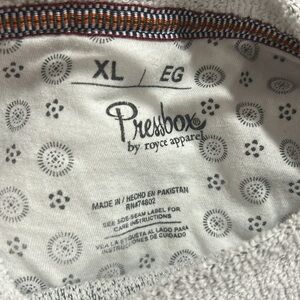 XL / EG
Pressbox
by royce apparel
MADE IN / HECHO EN PAKISTAN
RN#74802
SEE SIDE-SEAM LABEL FOR
CARE INSTRUCTIONS
VEA LA ETIQUETA AL LADO PARA
INSTRUCCIONES DE CUIDADO